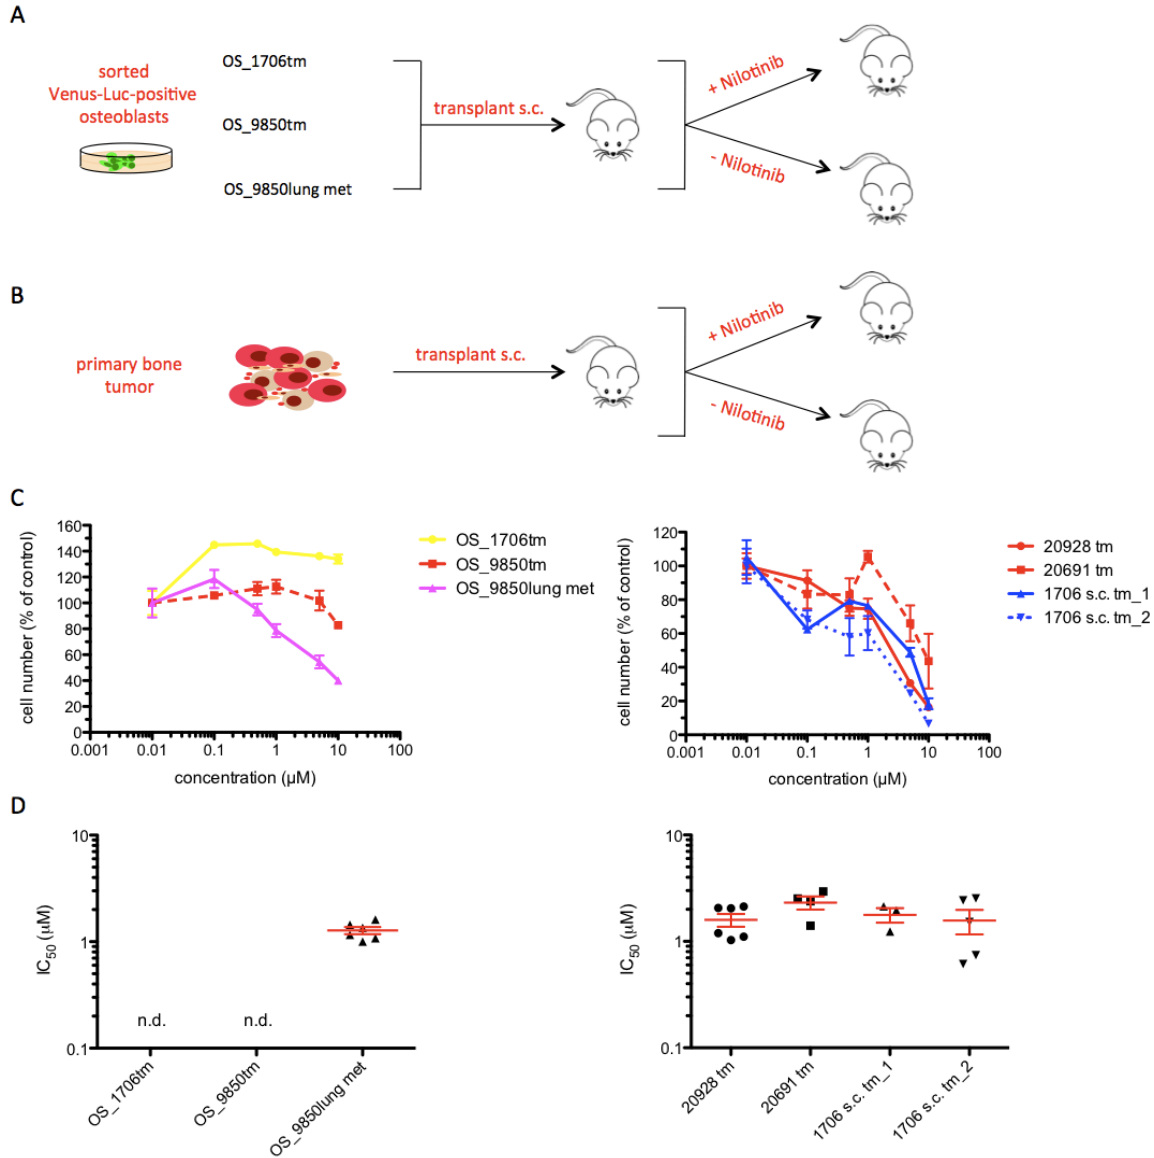 A
sorted
Venus-Luc-positive
osteoblasts
OS_1706tm
OS_9850tm
OS_9850lung met
transplant s.c.
+ Nilotinib
- Nilotinib
B
primary bone
tumor
transplant s.c.
+ Nilotinib
- Nilotinib
C
cell number (% of control)
160
140
120
100
80
60
40
20
0
0.001
0.01
0.1
1
10
100
concentration (µM)
OS_1706tm
OS_9850tm
OS_9850lung met
cell number (% of control)
120
100
80
60
40
20
0
0.001
0.01
0.1
1
10
100
concentration (µM)
20928 tm
20691 tm
1706 s.c. tm_1
1706 s.c. tm_2
D
IC50 (µM)
10
1
0.1
n.d.
n.d.
OS_1706tm
OS_9850tm
OS_9850lung met
IC50 (µM)
10
1
0.1
20928 tm
20691 tm
1706 s.c. tm_1
1706 s.c. tm_2